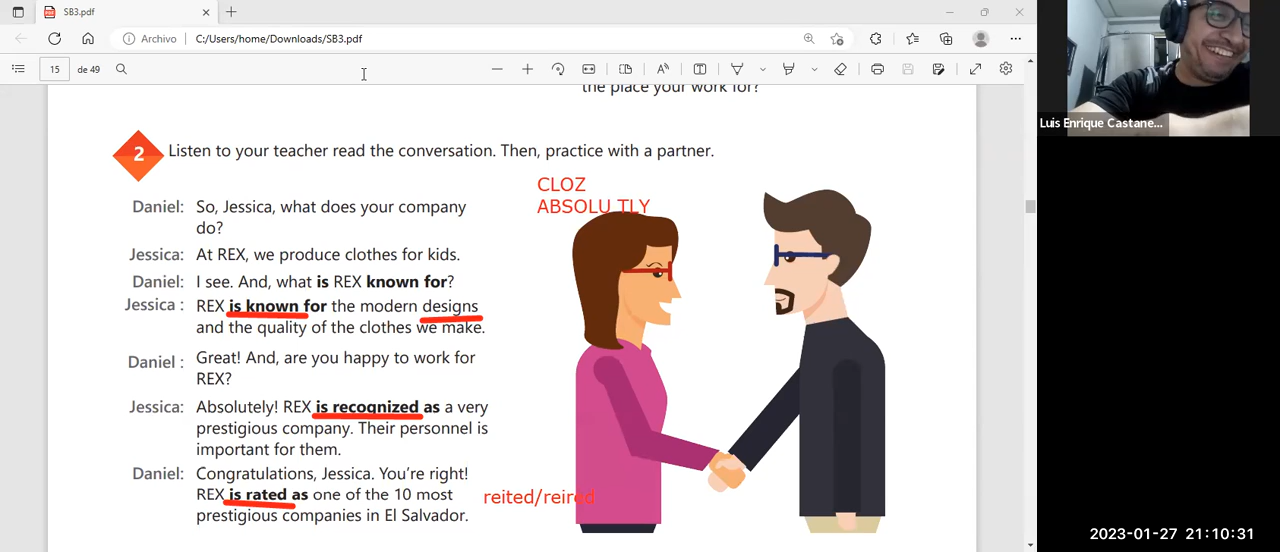 SB3.pdf
Archivo
C:/Users/home/Downloads/SB3.pdf
15 de 49
the place your work for?
2
Listen to your teacher read the conversation. Then, practice with a partner.
CLOZ
ABSOLU TLY
Daniel: So, Jessica, what does your company
do?
Jessica: At REX, we produce clothes for kids.
Daniel: I see. And, what is REX known for?
Jessica : REX is known for the modern designs
and the quality of the clothes we make.
Daniel : Great! And, are you happy to work for
REX?
Jessica: Absolutely! REX is recognized as a very
prestigious company. Their personnel is
important for them.
Daniel: Congratulations, Jessica. You're right!
REX is rated as one of the 10 most
prestigious companies in El Salvador.
reited/reired
Luis Enrique Castane...
2023-01-27 21:10:31